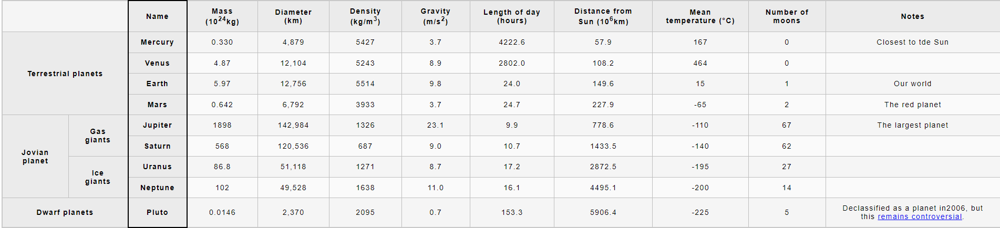 Name Mass (10²⁴kg) Diameter (km) Density (kg/m³) Gravity (m/s²) Length of day (hours) Distance from Sun (10⁶km) Mean temperature (°C) Number of moons Notes
Terrestrial planets
Mercury 0.330 4,879 5427 3.7 4222.6 57.9 167 0 Closest to tde Sun
Venus 4.87 12,104 5243 8.9 2802.0 108.2 464 0
Earth 5.97 12,756 5514 9.8 24.0 149.6 15 1 Our world
Mars 0.642 6,792 3933 3.7 24.7 227.9 -65 2 The red planet
Jovian planet
Gas giants
Jupiter 1898 142,984 1326 23.1 9.9 778.6 -110 67 The largest planet
Saturn 568 120,536 687 9.0 10.7 1433.5 -140 62
Ice giants
Uranus 86.8 51,118 1271 8.7 17.2 2872.5 -195 27
Neptune 102 49,528 1638 11.0 16.1 4495.1 -200 14
Dwarf planets Pluto 0.0146 2,370 2095 0.7 153.3 5906.4 -225 5 Declassified as a planet in2006, but this remains controversial.